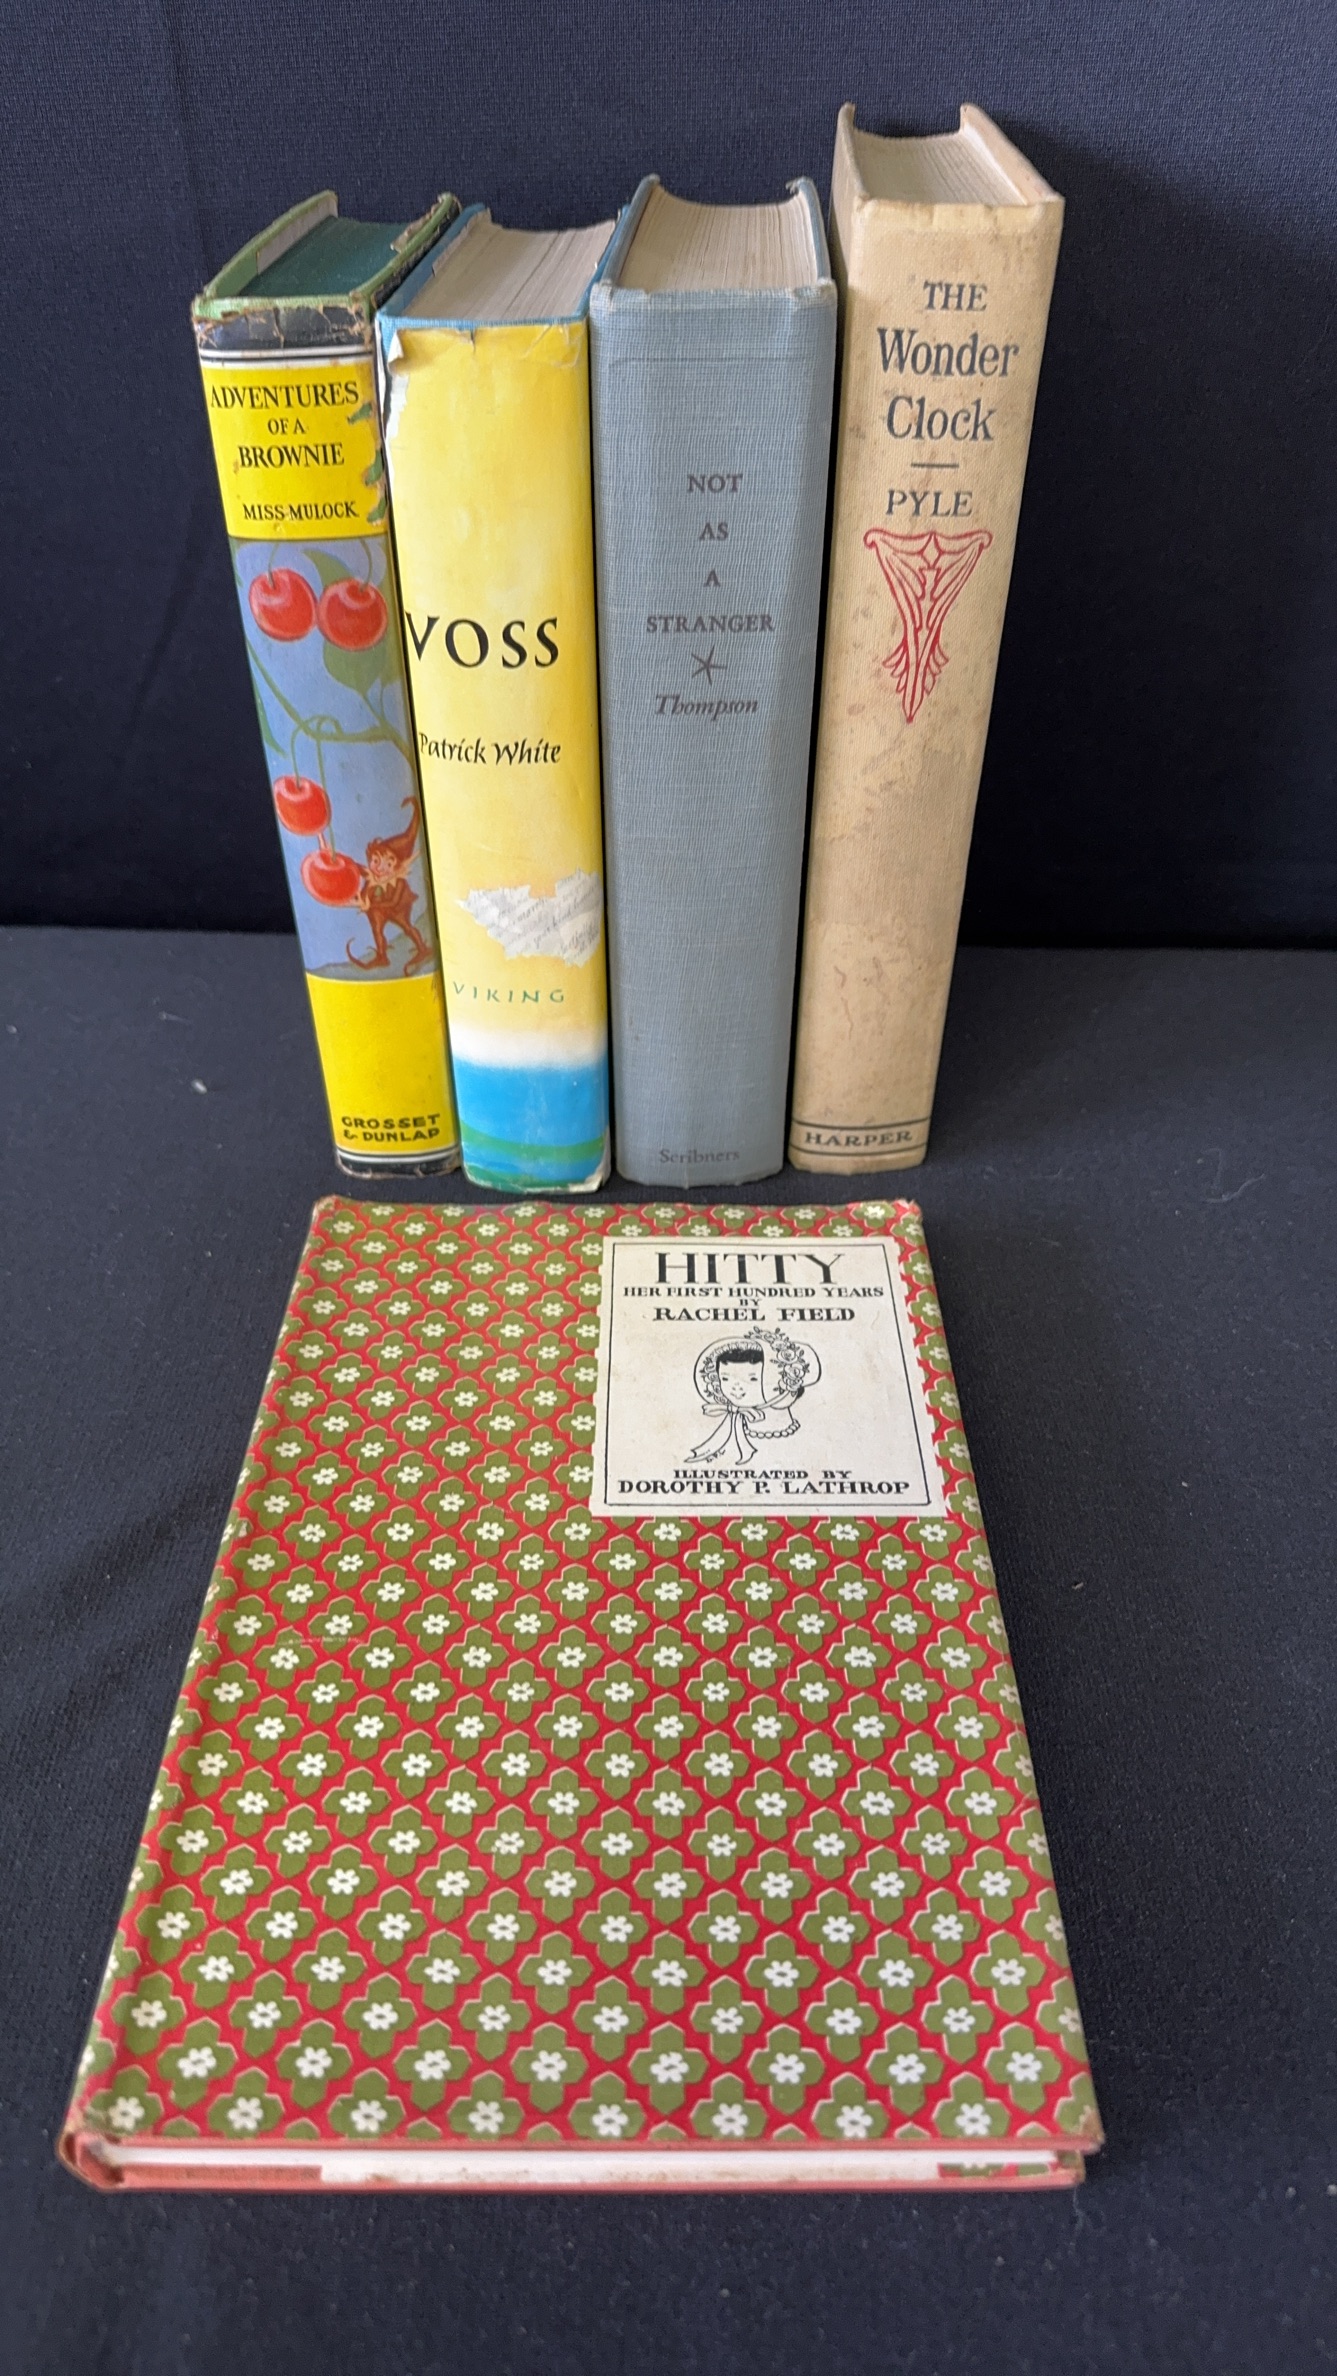 ADVENTURES
OF A
BROWNIE
MISS MULOCK
GROSSET
& DUNLAP
VOSS
Patrick White
VIKING
NOT
AS
A
STRANGER
Thompson
Scribners
THE
Wonder
Clock
PYLE
HARPER
HITTY
HER FIRST HUNDRED YEARS
BY
RACHEL FIELD
ILLUSTRATED BY
DOROTHY P. LATHROP